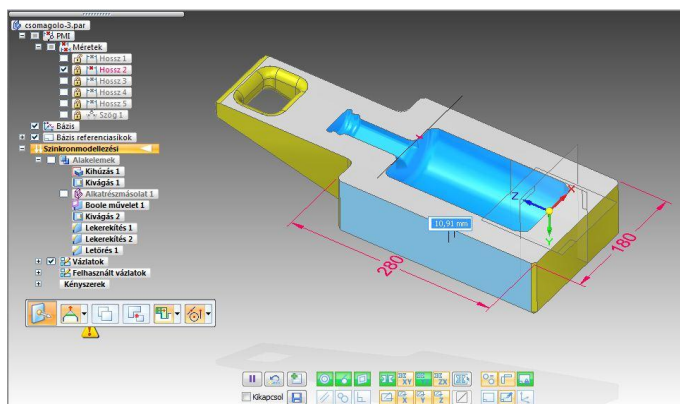 csomagolo-3.par
PMI
Méretek
Hossz 1
Hossz 2
Hossz 3
Hossz 4
Hossz 5
Szög 1
Bázis
Bázis referenciasíkok
Szinkronmodellezési
Alakelemek
Kihúzás 1
Kivágás 1
Alkatrészmásolat 1
Boole művelet 1
Kivágás 2
Lekerekítés 1
Lekerekítés 2
Letörés 1
Vázlatok
Felhasznált vázlatok
Kényszerek
Z
X
Y
10,91 mm
280
180
XY
ZX
Kikapcsol
X
Y
Z